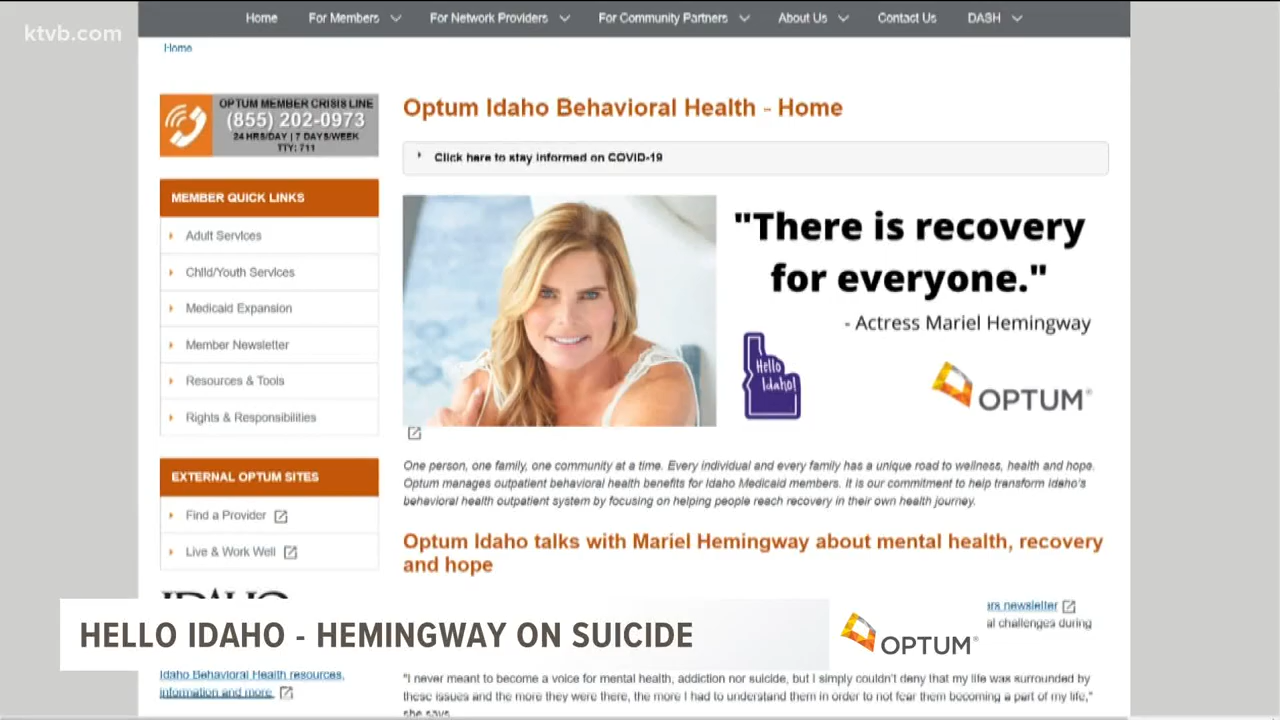 ktvb.com
Home For Members For Network Providers For Community Partners About Us Contact Us DASH
Home
OPTUM MEMBER CRISIS LINE
(855) 202-0973
24 HRS/DAY | 7 DAYS/WEEK
TTY: 711
MEMBER QUICK LINKS
Adult Services
Child/Youth Services
Medicaid Expansion
Member Newsletter
Resources & Tools
Rights & Responsibilities
EXTERNAL OPTUM SITES
Find a Provider
Live & Work Well
IDAHO
Idaho Behavioral Health resources,
information and more.
Optum Idaho Behavioral Health - Home
Click here to stay informed on COVID-19
"There is recovery
for everyone."
- Actress Mariel Hemingway
Hello
Idaho!
OPTUM®
One person, one family, one community at a time. Every individual and every family has a unique road to wellness, health and hope.
Optum manages outpatient behavioral health benefits for Idaho Medicaid members. It is our commitment to help transform Idaho's
behavioral health outpatient system by focusing on helping people reach recovery in their own health journey.
Optum Idaho talks with Mariel Hemingway about mental health, recovery
and hope
newsletter
challenges during
"I never meant to become a voice for mental health, addiction nor suicide, but I simply couldn't deny that my life was surrounded by
these issues and the more they were there, the more I had to understand them in order to not fear them becoming a part of my life,"
she says
HELLO IDAHO - HEMINGWAY ON SUICIDE
OPTUM®